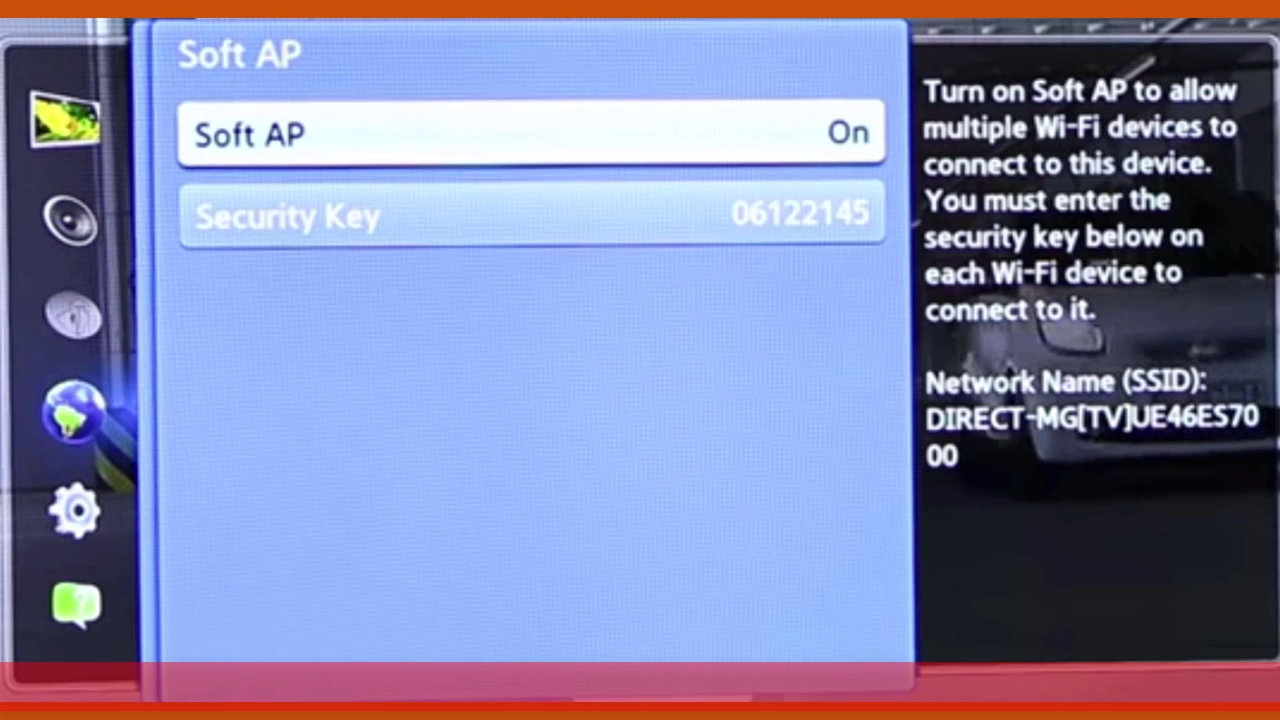 Soft AP
Soft AP On
Security Key 06122145
Turn on Soft AP to allow
multiple Wi-Fi devices to
connect to this device.
You must enter the
security key below on
each Wi-Fi device to
connect to it.
Network Name (SSID):
DIRECT-MG[TV]UE46ES70
00